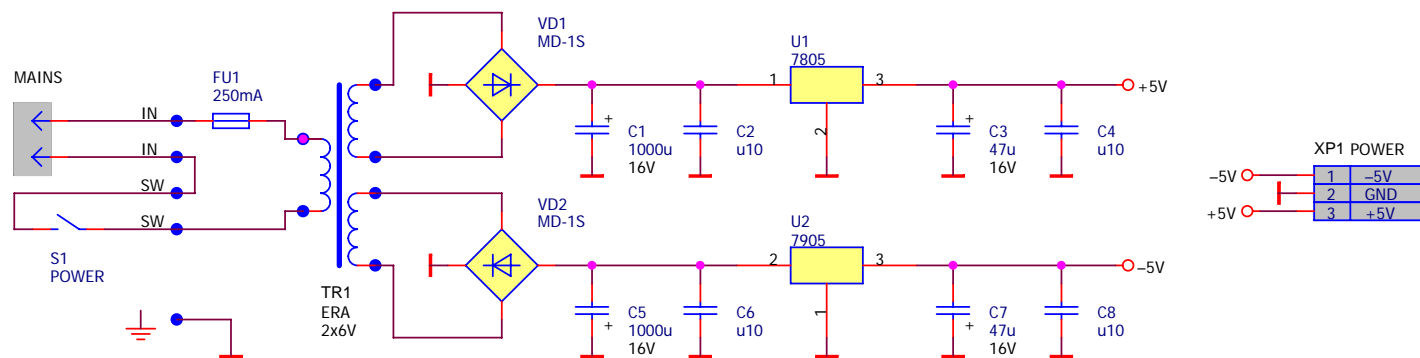 MAINS
IN
IN
SW
SW
FU1
250mA
S1
POWER
TR1
ERA
2x6V
VD1
MD-1S
+
C1
1000u
16V
C2
u10
U1
7805
1
2
3
+
C3
47u
16V
C4
u10
+5V
VD2
MD-1S
C5
1000u
+
16V
C6
u10
U2
7905
2
1
3
C7
47u
+
16V
C8
u10
–5V
XP1 POWER
–5V
1 –5V
2 GND
+5V
3 +5V